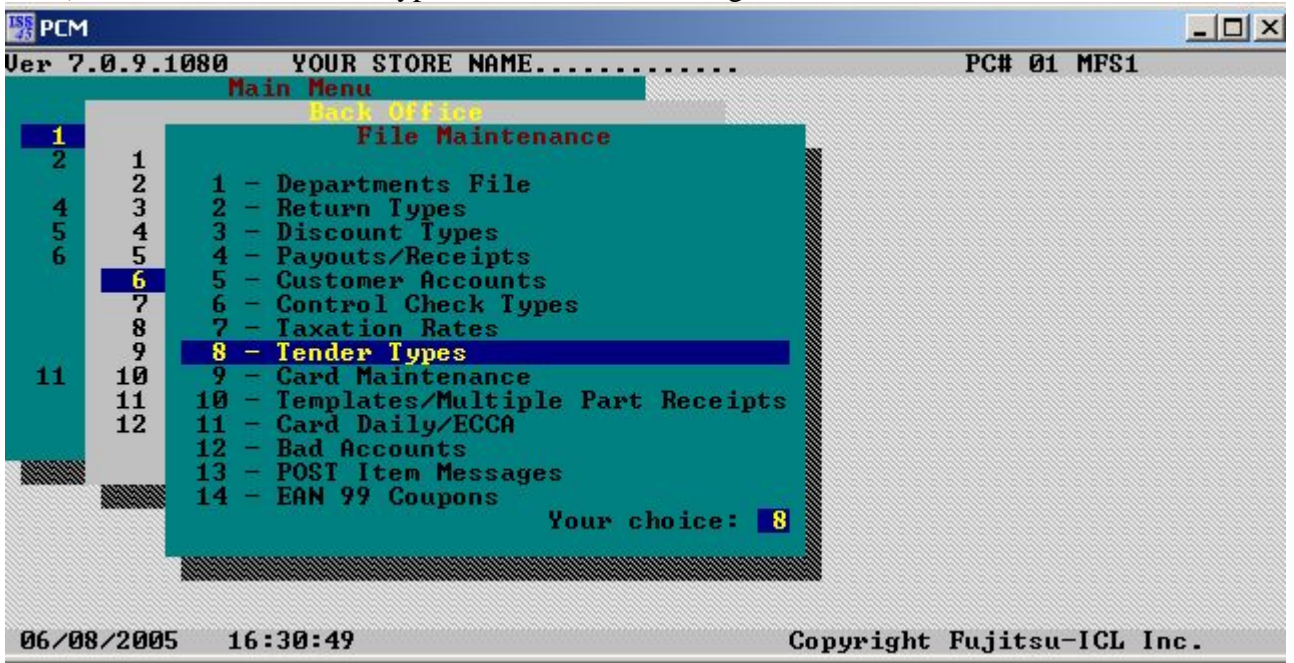 ISS 45 PCM
Ver 7.0.9.1080 YOUR STORE NAME............. PC# 01 MFS1
Main Menu
Back Office
1 File Maintenance
2 1
2 1 - Departments File
4 3 2 - Return Types
5 4 3 - Discount Types
6 5 4 - Payouts/Receipts
6 5 - Customer Accounts
7 6 - Control Check Types
8 7 - Taxation Rates
9 8 - Tender Types
11 10 9 - Card Maintenance
11 10 - Templates/Multiple Part Receipts
12 11 - Card Daily/ECCA
12 - Bad Accounts
13 - POST Item Messages
14 - EAN 99 Coupons
Your choice: 8
06/08/2005 16:30:49 Copyright Fujitsu-ICL Inc.